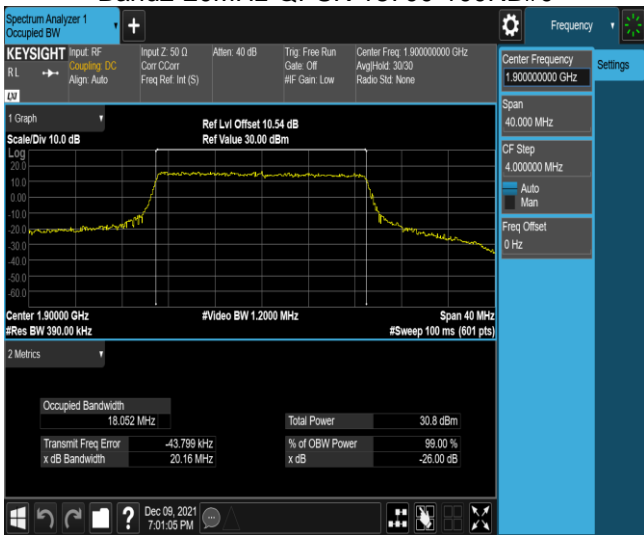 Spectrum Analyzer 1
Occupied BW
+
Frequency
KEYSIGHT
Input: RF
Coupling: DC
Align: Auto
Input Z: 50 Ω
Corr CCorr
Freq Ref: Int (S)
Atten: 40 dB
Trig: Free Run
Gate: Off
#IF Gain: Low
Center Freq: 1.900000000 GHz
Avg|Hold: 30/30
Radio Std: None
R L
LXI
Center Frequency
1.900000000 GHz
Settings
Span
40.000 MHz
CF Step
4.000000 MHz
Auto
Man
Freq Offset
0 Hz
1 Graph
Scale/Div 10.0 dB
Ref Lvl Offset 10.54 dB
Ref Value 30.00 dBm
Log
20.0
10.0
0.00
-10.0
-20.0
-30.0
-40.0
-50.0
-60.0
Center 1.90000 GHz
#Video BW 1.2000 MHz
Span 40 MHz
#Res BW 390.00 kHz
#Sweep 100 ms (601 pts)
2 Metrics
Occupied Bandwidth
18.052 MHz
Total Power 30.8 dBm
Transmit Freq Error -43.799 kHz
% of OBW Power 99.00 %
x dB Bandwidth 20.16 MHz
x dB -26.00 dB
?
Dec 09, 2021
7:01:05 PM